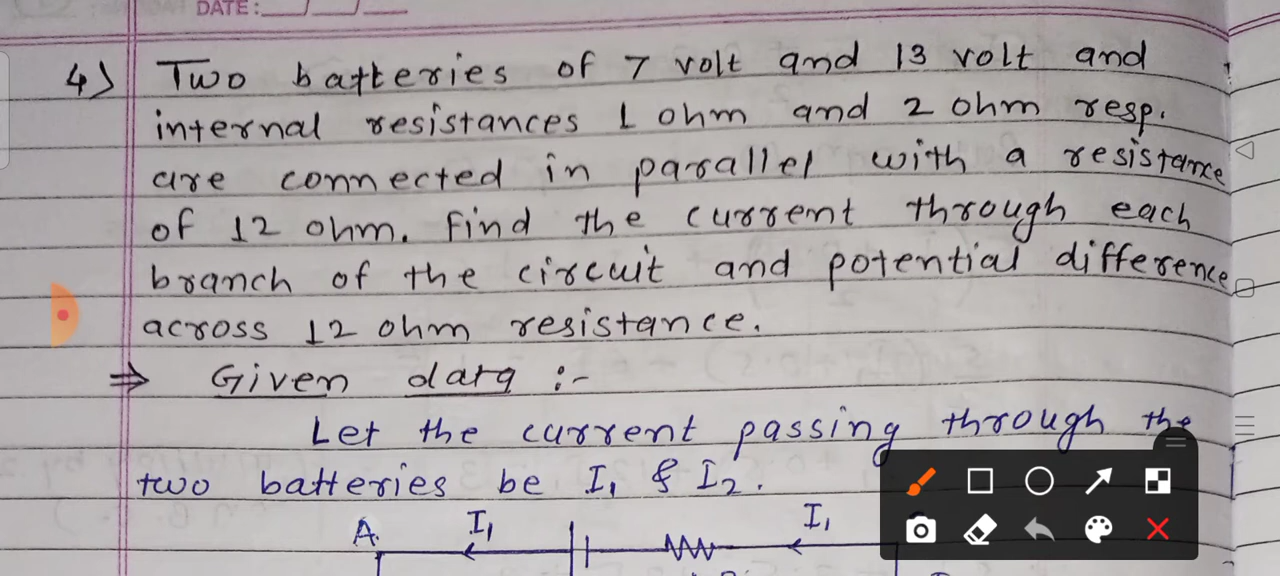 DATE:
4) Two batteries of 7 volt and 13 volt and
internal resistances 1 ohm and 2 ohm resp.
are connected in parallel with a resistance
of 12 ohm. Find the current through each
branch of the circuit and potential difference
across 12 ohm resistance.
⇒ Given data :-
Let the current passing through the
two batteries be I₁ & I₂.
A I₁ I₁